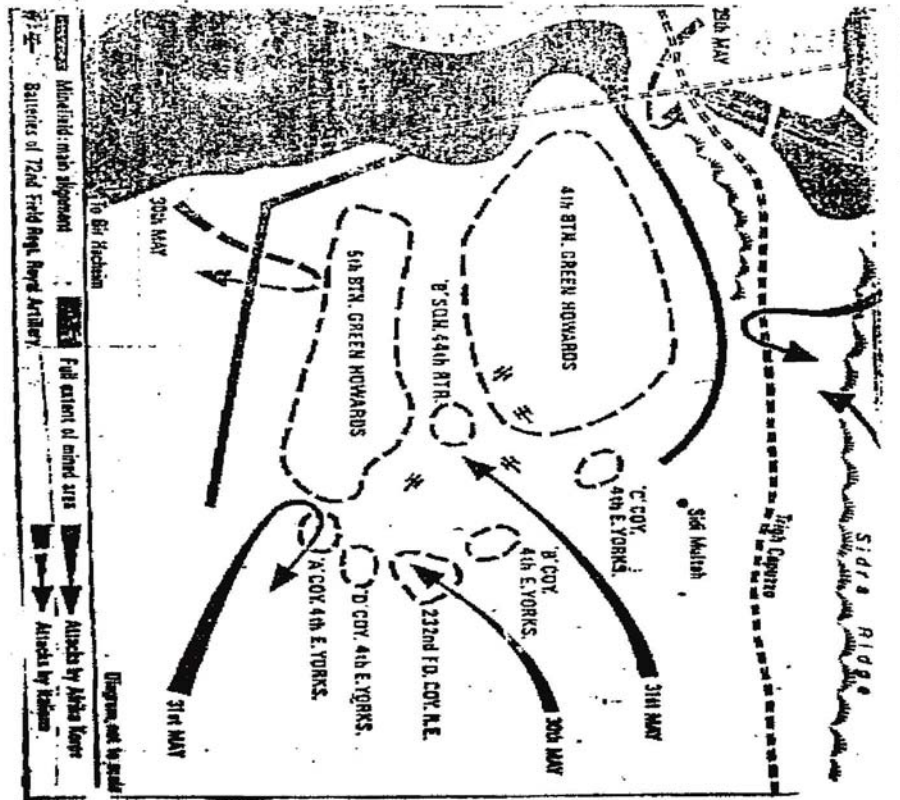 Sidra Ridge
Trigh Capuzzo
29th MAY
Sidi Muftah
4th BTN. GREEN HOWARDS
'C' COY.
4th E.YORKS.
31st MAY
'B' SQN. 44th RTR.
'B' COY.
4th E.YORKS.
30th MAY
5th BTN. GREEN HOWARDS
232nd FD. COY. R.E.
'D' COY. 4th E.YORKS.
'A' COY. 4th E.YORKS.
30th MAY
31st MAY
To Bir Hacheim
Diagram not to scale
Minefield: main alignment
Full extent of mined area
Attacks by Afrika Korps
Batteries of 72nd Field Regt. Royal Artillery.
Attacks by Italians